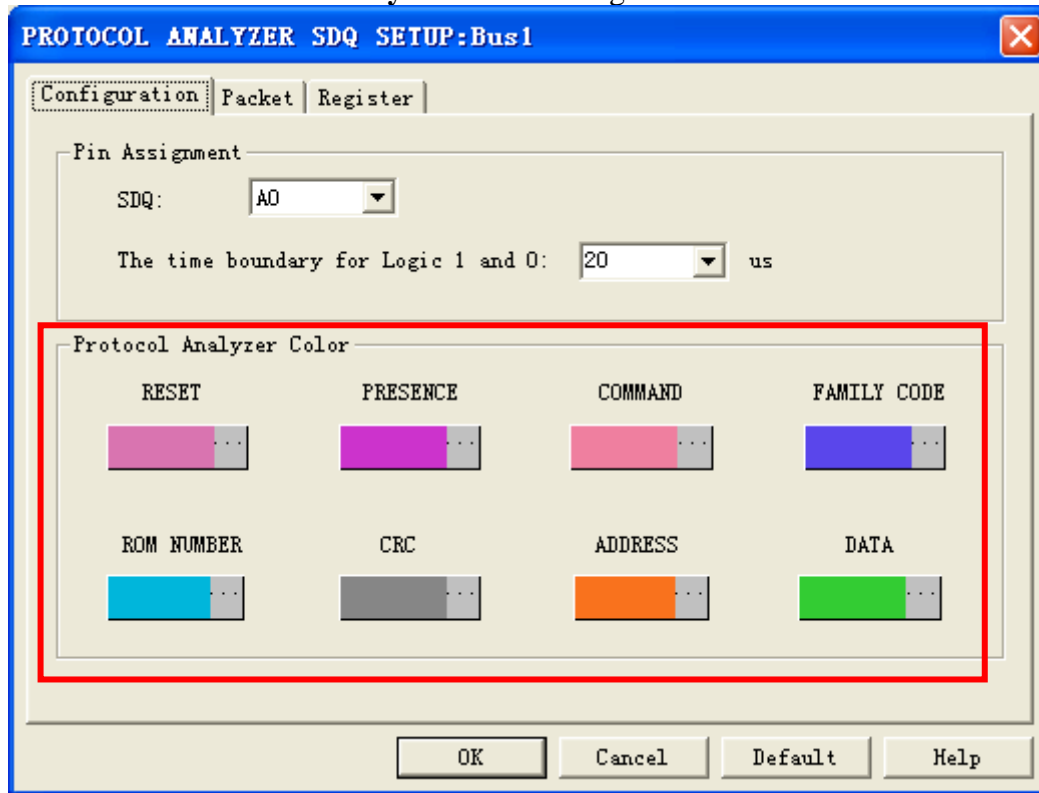 PROTOCOL ANALYZER SDQ SETUP:Bus1
Configuration Packet Register
Pin Assignment
SDQ: A0
The time boundary for Logic 1 and 0: 20 us
Protocol Analyzer Color
RESET PRESENCE COMMAND FAMILY CODE
... ... ... ...
ROM NUMBER CRC ADDRESS DATA
... ... ... ...
OK Cancel Default Help